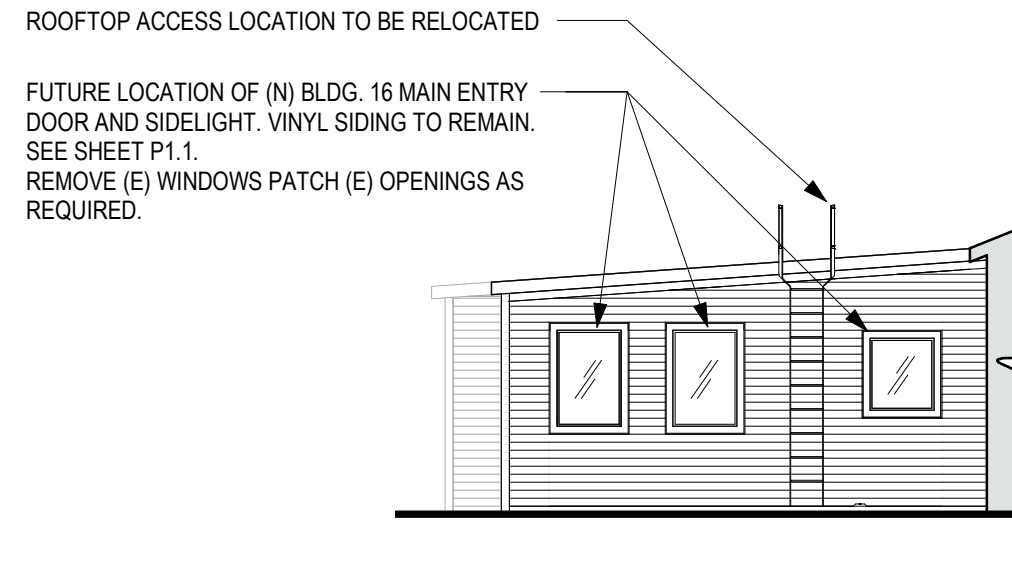 ROOFTOP ACCESS LOCATION TO BE RELOCATED
FUTURE LOCATION OF (N) BLDG. 16 MAIN ENTRY
DOOR AND SIDELIGHT. VINYL SIDING TO REMAIN.
SEE SHEET P1.1.
REMOVE (E) WINDOWS PATCH (E) OPENINGS AS
REQUIRED.